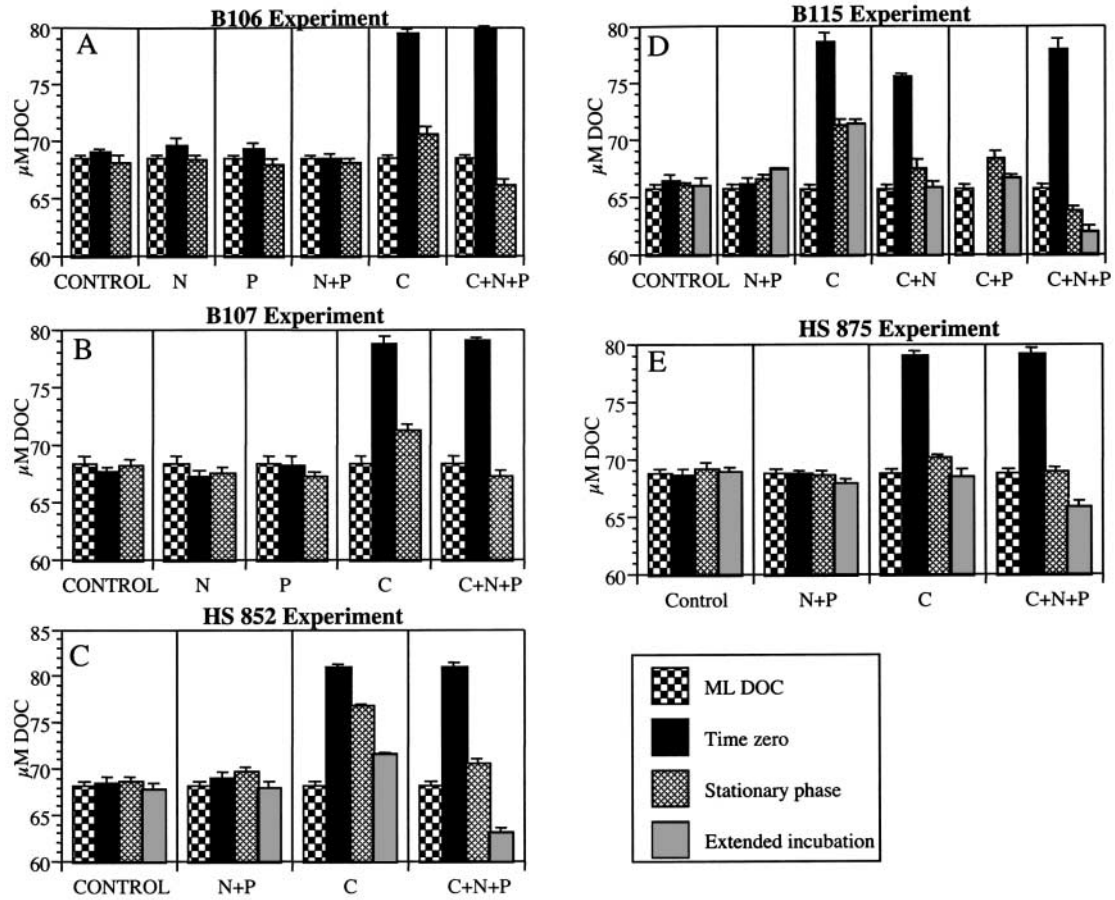 B106 Experiment
A
80
75
70
65
60
µM DOC
CONTROL N P N+P C C+N+P
B107 Experiment
B
80
75
70
65
60
µM DOC
CONTROL N P C C+N+P
HS 852 Experiment
C
85
80
75
70
65
60
µM DOC
CONTROL N+P C C+N+P
B115 Experiment
D
80
75
70
65
60
µM DOC
CONTROL N+P C C+N C+P C+N+P
HS 875 Experiment
E
80
75
70
65
60
µM DOC
Control N+P C C+N+P
ML DOC
Time zero
Stationary phase
Extended incubation